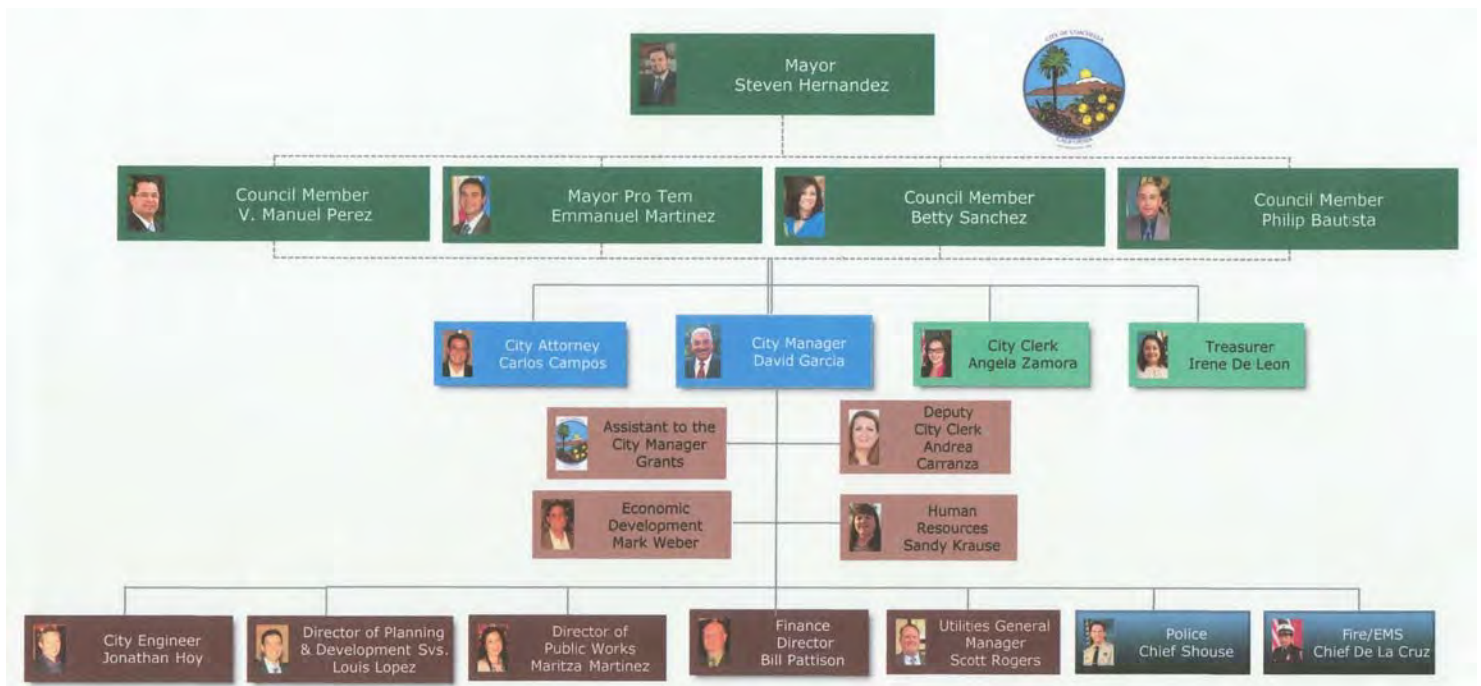 Mayor
Steven Hernandez
CITY OF COACHELLA
CALIFORNIA
Council Member
V. Manuel Perez
Mayor Pro Tem
Emmanuel Martinez
Council Member
Betty Sanchez
Council Member
Philip Bautista
City Attorney
Carlos Campos
City Manager
David Garcia
City Clerk
Angela Zamora
Treasurer
Irene De Leon
Assistant to the
City Manager
Grants
Deputy
City Clerk
Andrea
Carranza
Economic
Development
Mark Weber
Human
Resources
Sandy Krause
City Engineer
Jonathan Hoy
Director of Planning
& Development Svs.
Louis Lopez
Director of
Public Works
Maritza Martinez
Finance
Director
Bill Pattison
Utilities General
Manager
Scott Rogers
Police
Chief Shouse
Fire/EMS
Chief De La Cruz